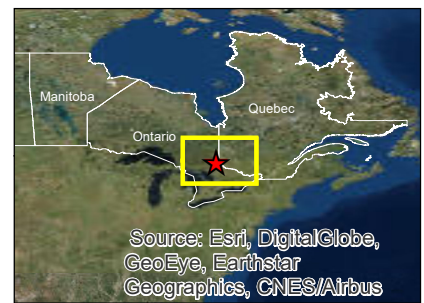 Manitoba
Quebec
Ontario
Source: Esri, DigitalGlobe,
GeoEye, Earthstar
Geographics, CNES/Airbus